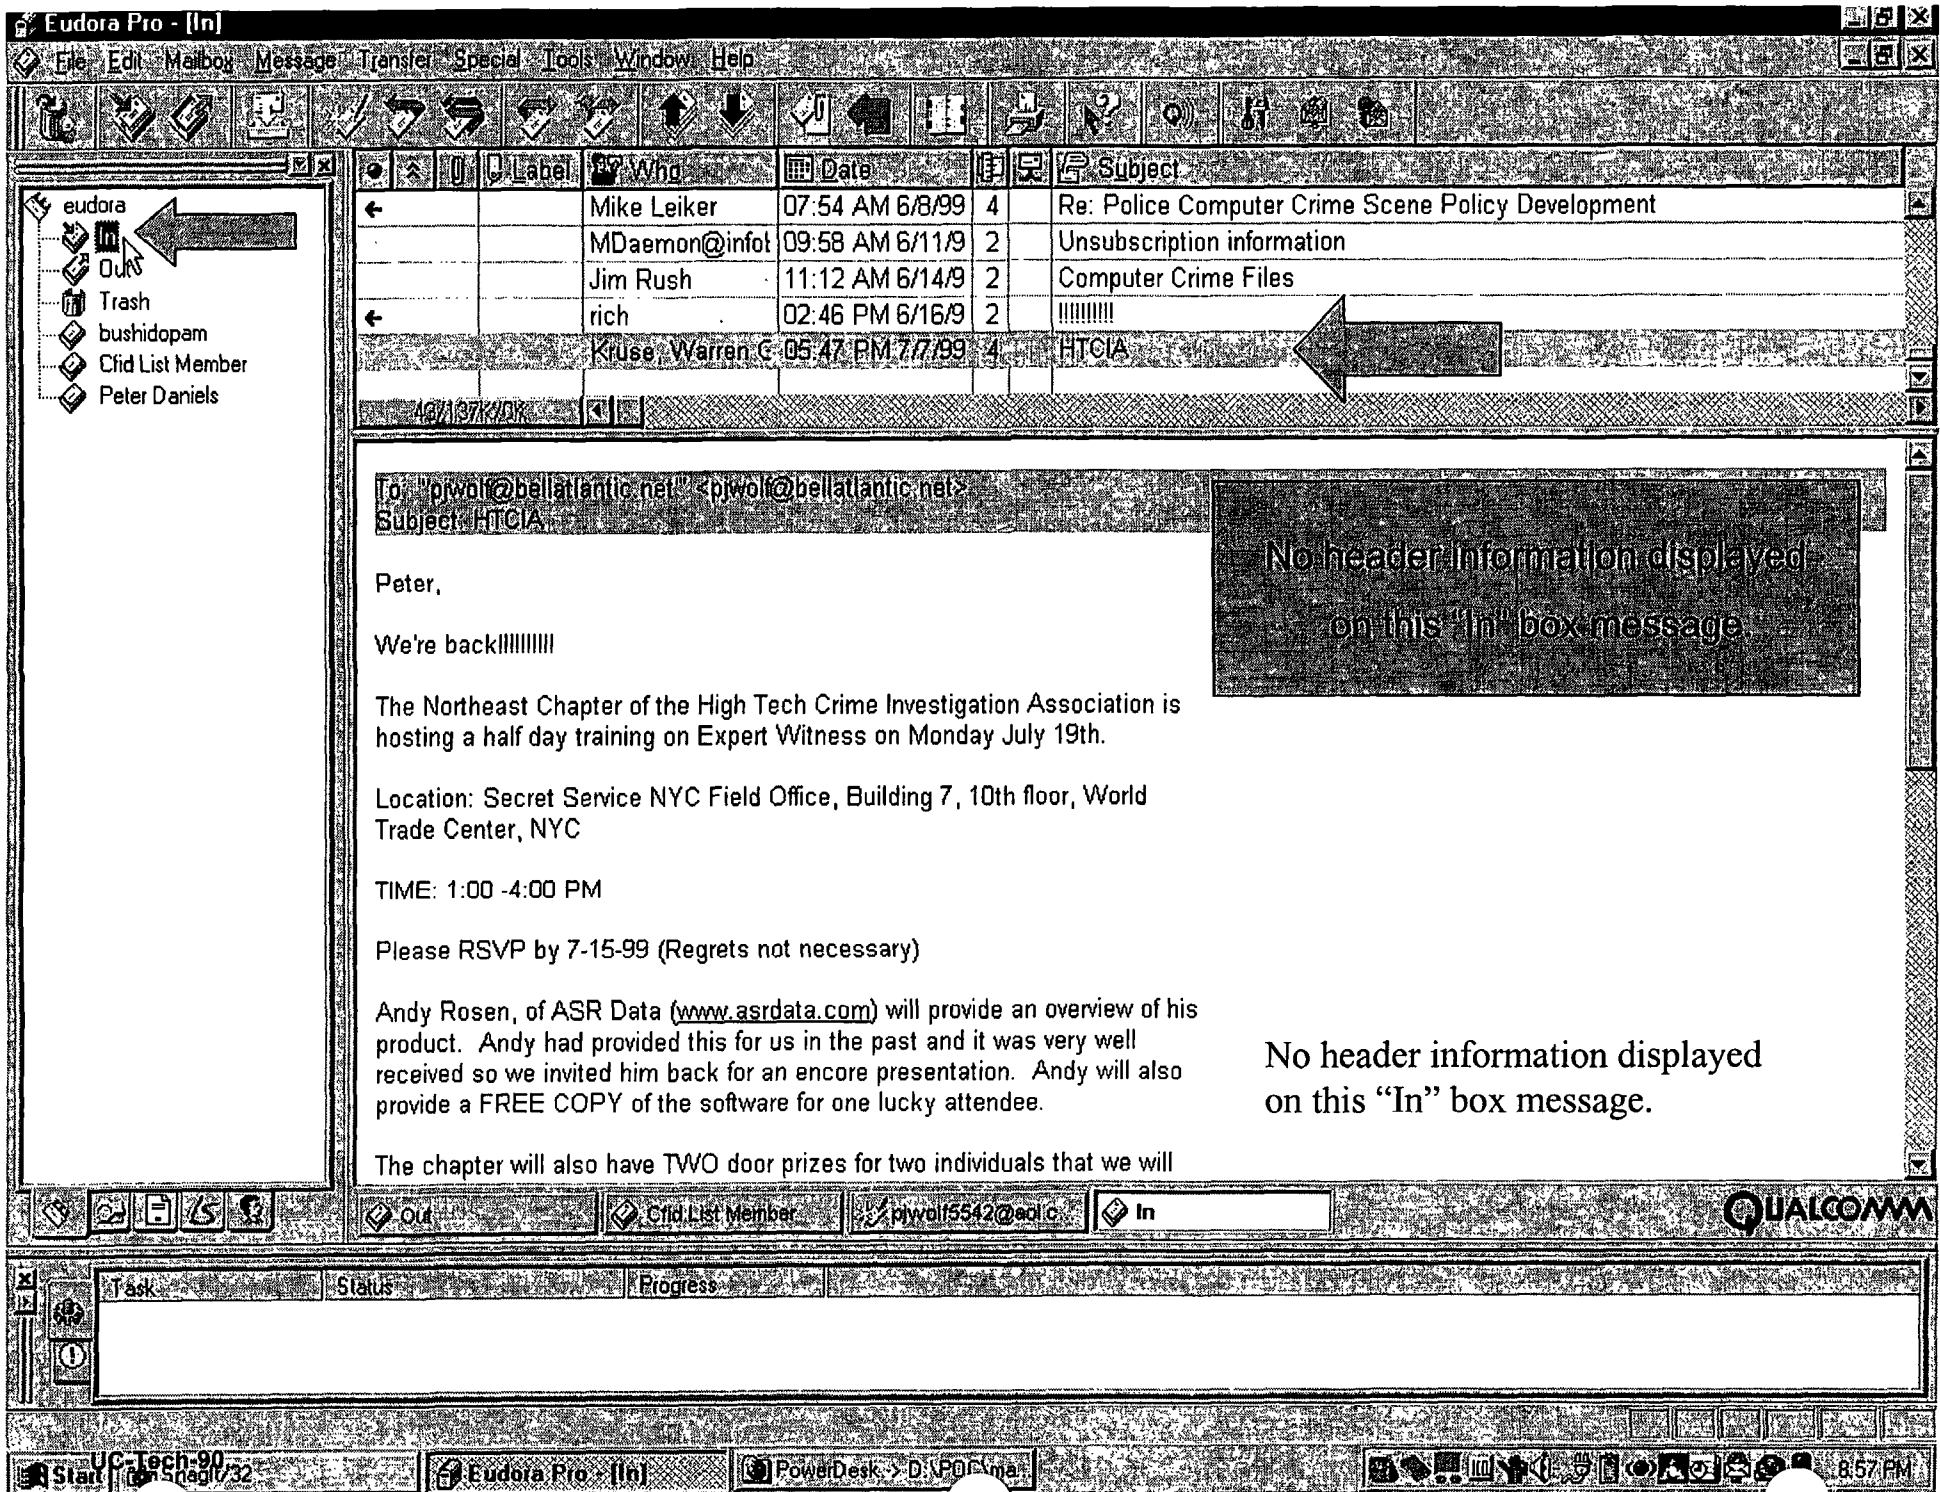 Eudora Pro - [In]
File Edit Mailbox Message Transfer Special Tools Window Help
Label Who Date Subject
Mike Leiker 07:54 AM 6/8/99 4 Re: Police Computer Crime Scene Policy Development
MDaemon@infot 09:58 AM 6/11/9 2 Unsubscription information
Jim Rush 11:12 AM 6/14/9 2 Computer Crime Files
rich 02:46 PM 6/16/9 2 !!!!!!!!!!
Kruse, Warren G 05:47 PM 7/7/99 4 HTCIA
eudora
In
Out
Trash
bushidopam
Cfid List Member
Peter Daniels
To: "pjwolf@bellatlantic.net" <pjwolf@bellatlantic.net>
Subject: HTCIA
No header information displayed
on this "In" box message.
Peter,
We're back!!!!!!!!!!
The Northeast Chapter of the High Tech Crime Investigation Association is
hosting a half day training on Expert Witness on Monday July 19th.
Location: Secret Service NYC Field Office, Building 7, 10th floor, World
Trade Center, NYC
TIME: 1:00 -4:00 PM
Please RSVP by 7-15-99 (Regrets not necessary)
Andy Rosen, of ASR Data (www.asrdata.com) will provide an overview of his
product. Andy had provided this for us in the past and it was very well
received so we invited him back for an encore presentation. Andy will also
provide a FREE COPY of the software for one lucky attendee.
The chapter will also have TWO door prizes for two individuals that we will
No header information displayed
on this “In” box message.
Out Cfid List Member pjwolf5542@aol.c In
QUALCOMM
Task Status Progress
UC-Tech-90
Start SnagIt/32 Eudora Pro - [In] PowerDesk > D:\POC\ma 8:57 PM